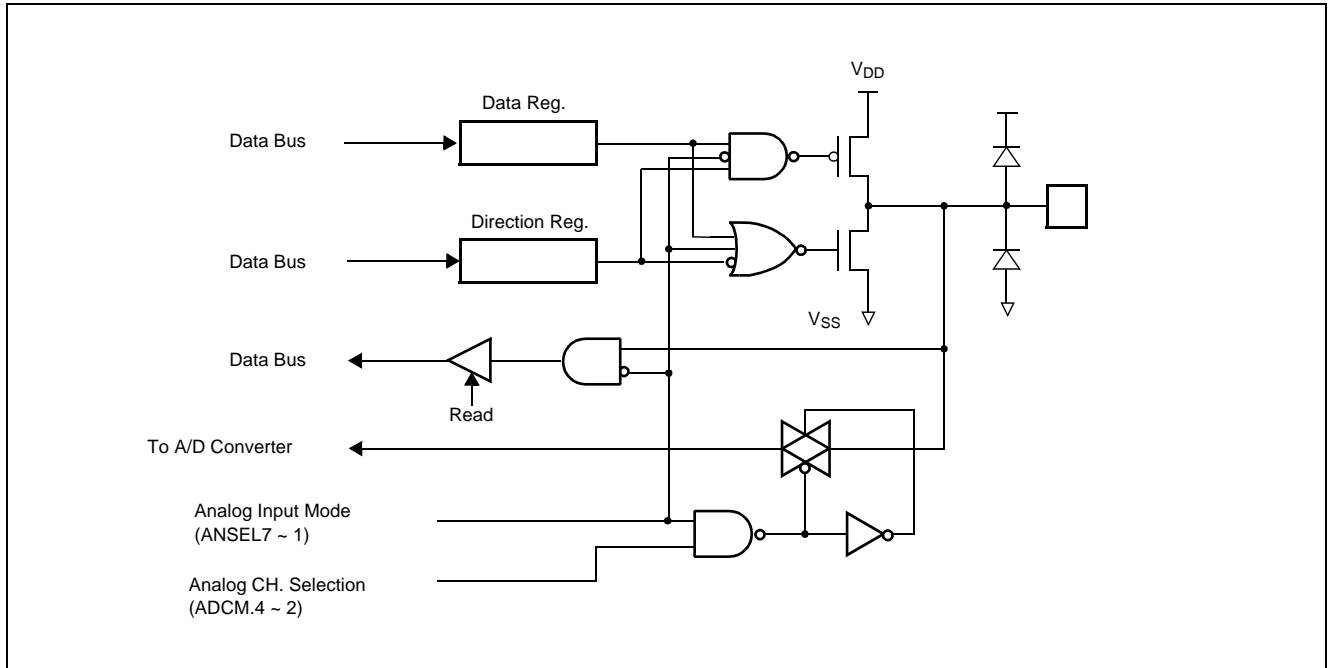 VDD
Data Reg.
Data Bus
Direction Reg.
Data Bus
VSS
Data Bus
Read
To A/D Converter
Analog Input Mode
(ANSEL7 ~ 1)
Analog CH. Selection
(ADCM.4 ~ 2)